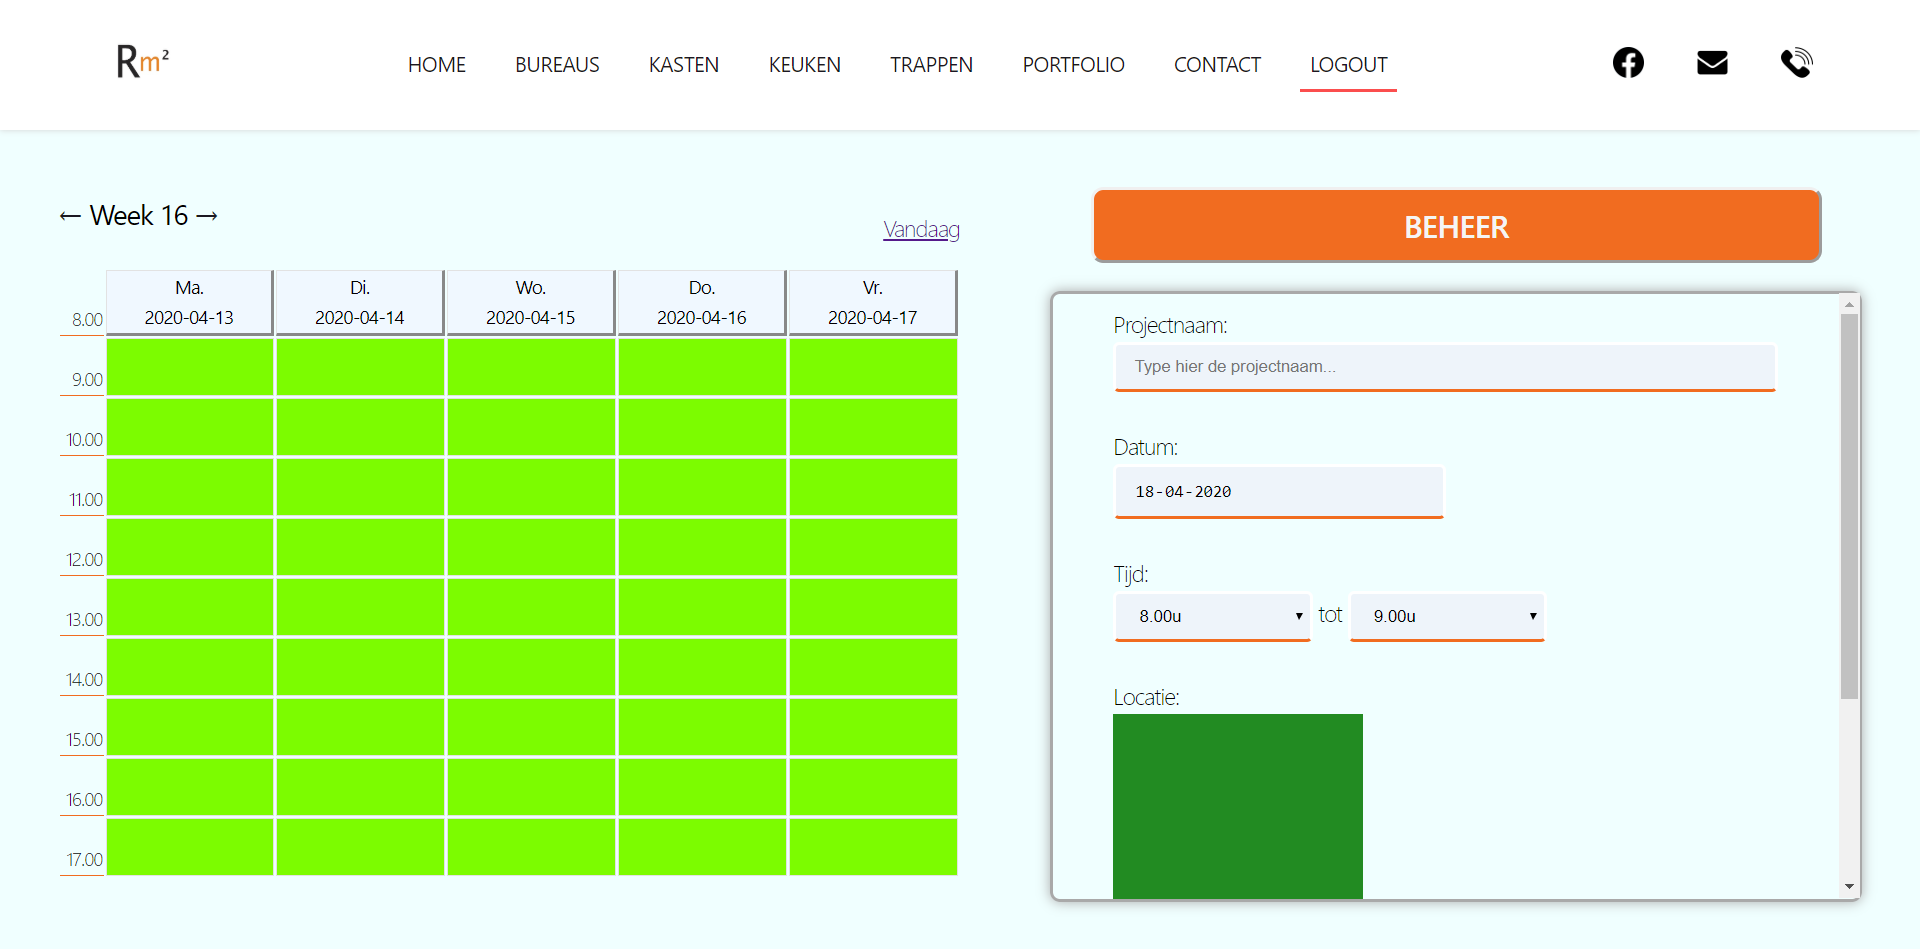 Rm²
HOME BUREAUS KASTEN KEUKEN TRAPPEN PORTFOLIO CONTACT LOGOUT
← Week 16 →
Vandaag
Ma. Di. Wo. Do. Vr.
8.00 2020-04-13 2020-04-14 2020-04-15 2020-04-16 2020-04-17
9.00
10.00
11.00
12.00
13.00
14.00
15.00
16.00
17.00
BEHEER
Projectnaam:
Type hier de projectnaam...
Datum:
18-04-2020
Tijd:
8.00u tot 9.00u
Locatie: